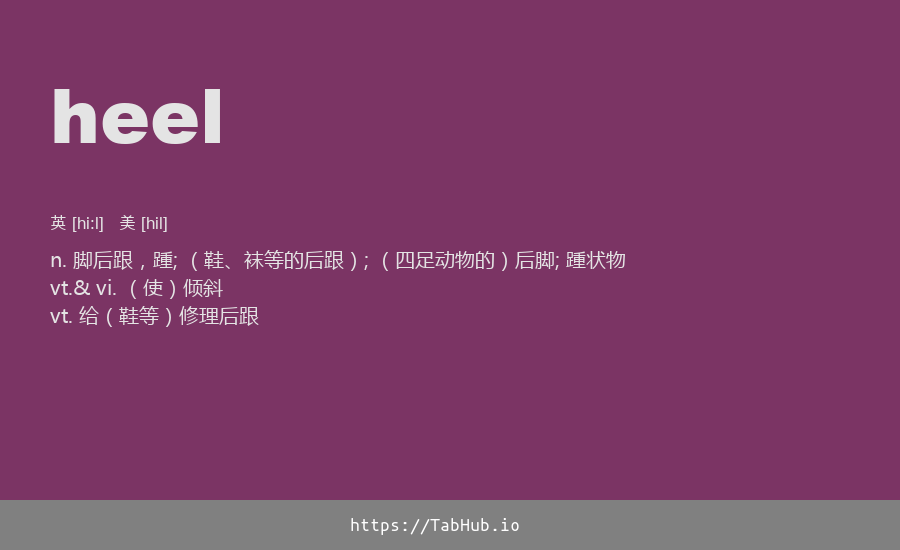 heel
英 [hi:l] 美 [hil]
n. 脚后跟，踵; （鞋、袜等的后跟）; （四足动物的）后脚; 踵状物
vt.& vi. （使）倾斜
vt. 给（鞋等）修理后跟
https://TabHub.io